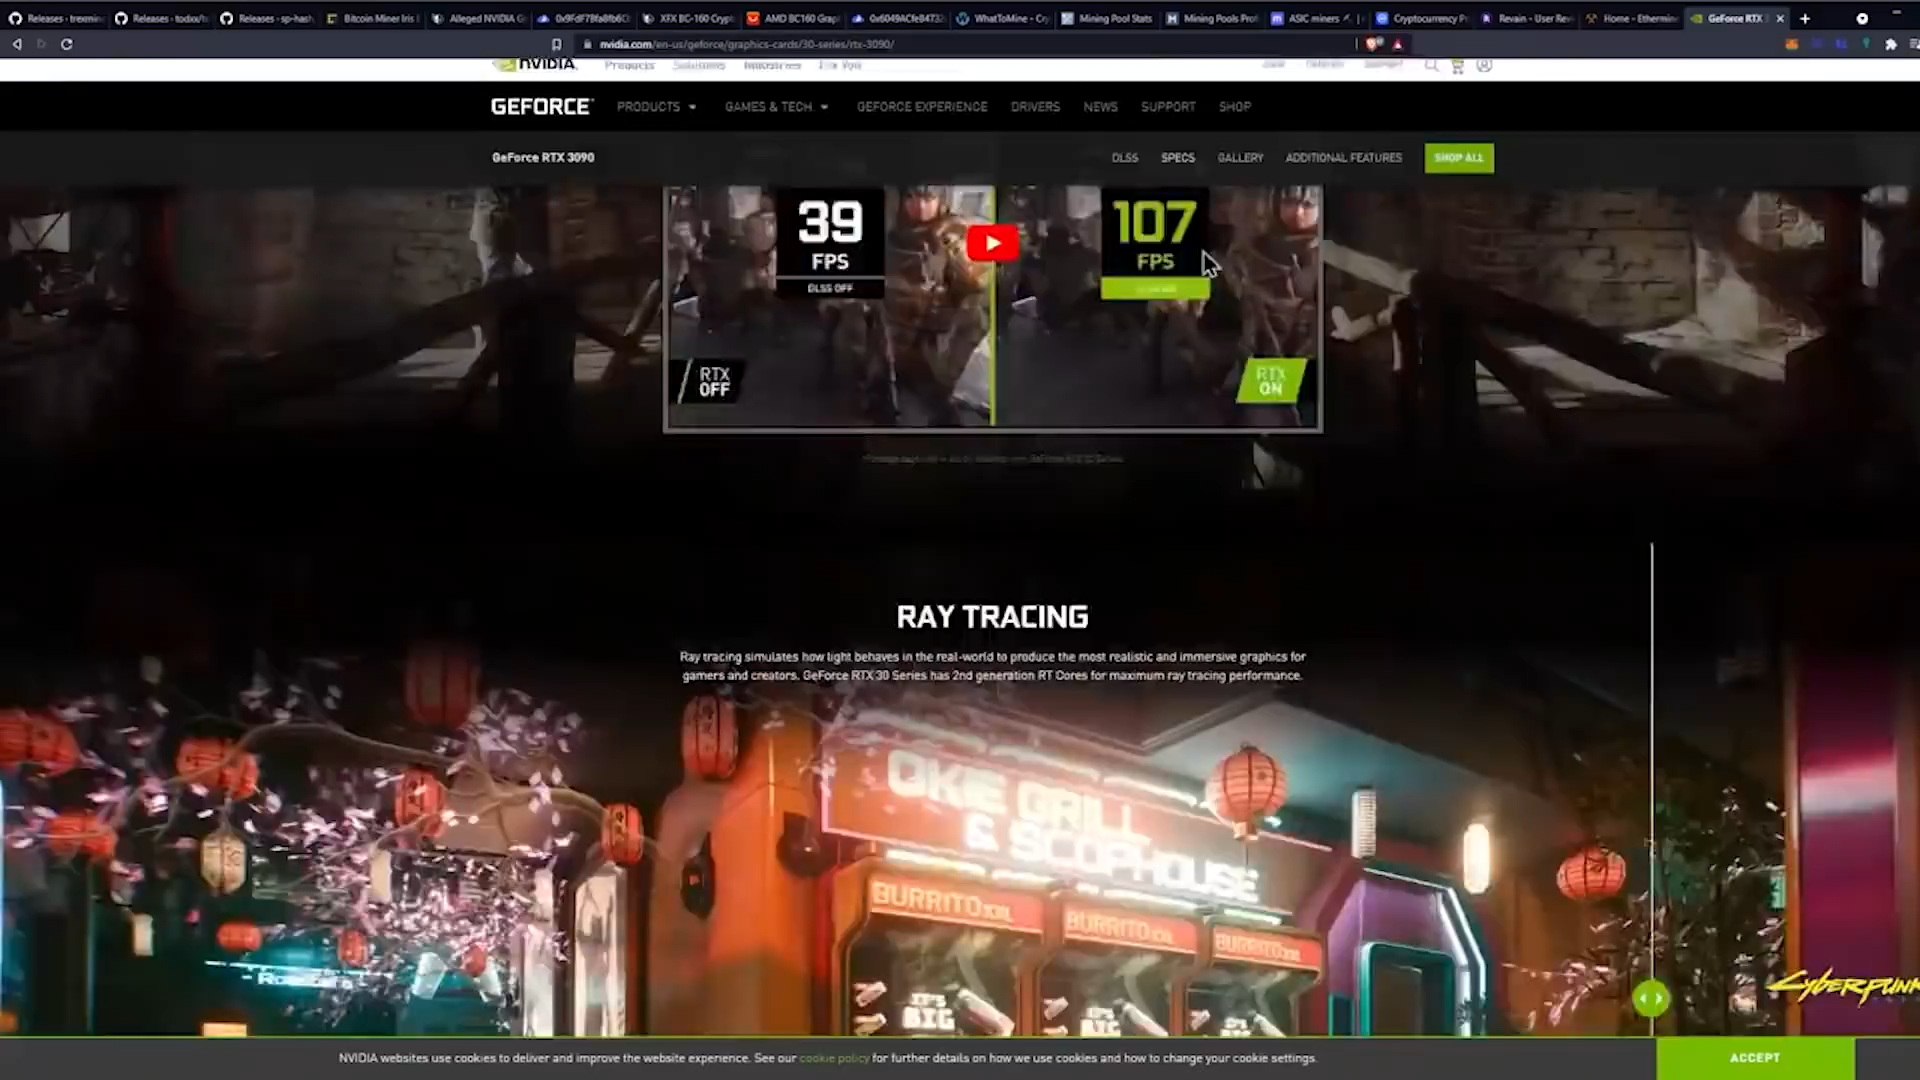 Releases - trexmin
Releases - todxx/t
Releases - sp-hash
Bitcoin Miner Iris
Alleged NVIDIA G
XFX BC-160 Crypt
AMD BC160 Grap
WhatToMine - Cry
Mining Pool Stats
Mining Pools Prof
ASIC miners
Cryptocurrency P
Revain - User Rev
Home - Ethermin
GeForce RTX
nvidia.com/en-us/geforce/graphics-cards/30-series/rtx-3090/
NVIDIA. Products Solutions Industries For You
GEFORCE PRODUCTS GAMES & TECH GEFORCE EXPERIENCE DRIVERS NEWS SUPPORT SHOP
GeForce RTX 3090 DLSS SPECS GALLERY ADDITIONAL FEATURES SHOP ALL
39
FPS
DLSS OFF
107
FPS
RTX
OFF
RTX
ON
RAY TRACING
Ray tracing simulates how light behaves in the real-world to produce the most realistic and immersive graphics for
gamers and creators. GeForce RTX 30 Series has 2nd generation RT Cores for maximum ray tracing performance.
GRILL
BURRITO XXL
BURRITO XXL
BURRITO XXL
IT'S
BIG
CYBERPUNK
NVIDIA websites use cookies to deliver and improve the website experience. See our cookie policy for further details on how we use cookies and how to change your cookie settings.
ACCEPT